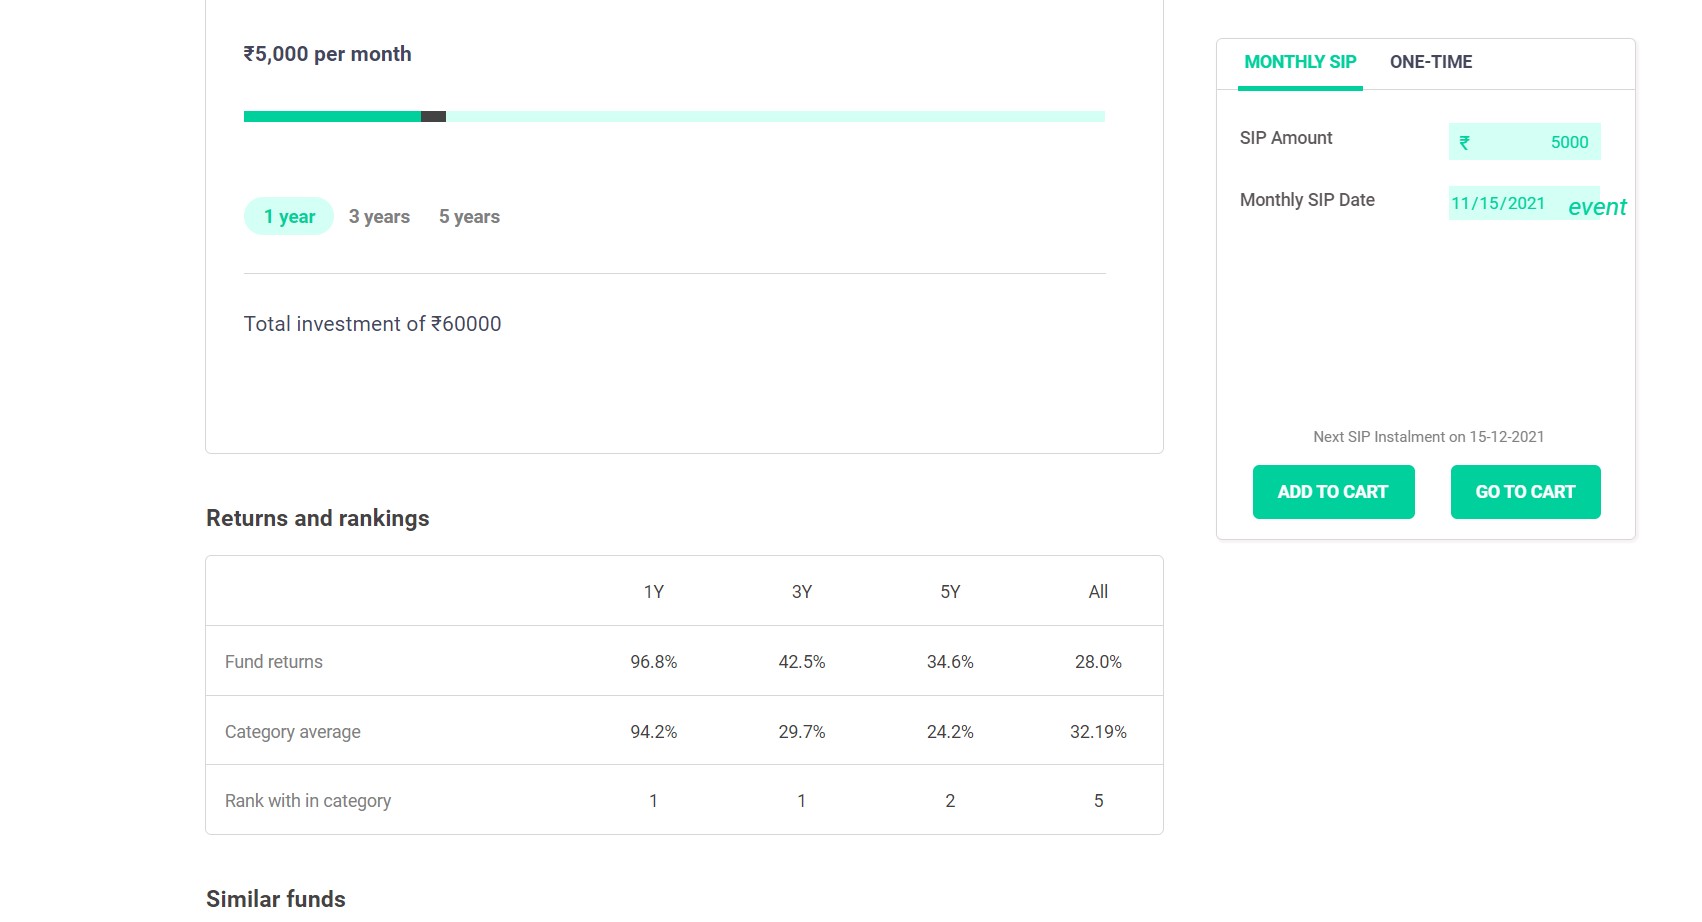 ₹5,000 per month
1 year 3 years 5 years
Total investment of ₹60000
MONTHLY SIP ONE-TIME
SIP Amount ₹ 5000
Monthly SIP Date 11/15/2021 event
Next SIP Instalment on 15-12-2021
ADD TO CART GO TO CART
Returns and rankings
1Y 3Y 5Y All
Fund returns 96.8% 42.5% 34.6% 28.0%
Category average 94.2% 29.7% 24.2% 32.19%
Rank with in category 1 1 2 5
Similar funds